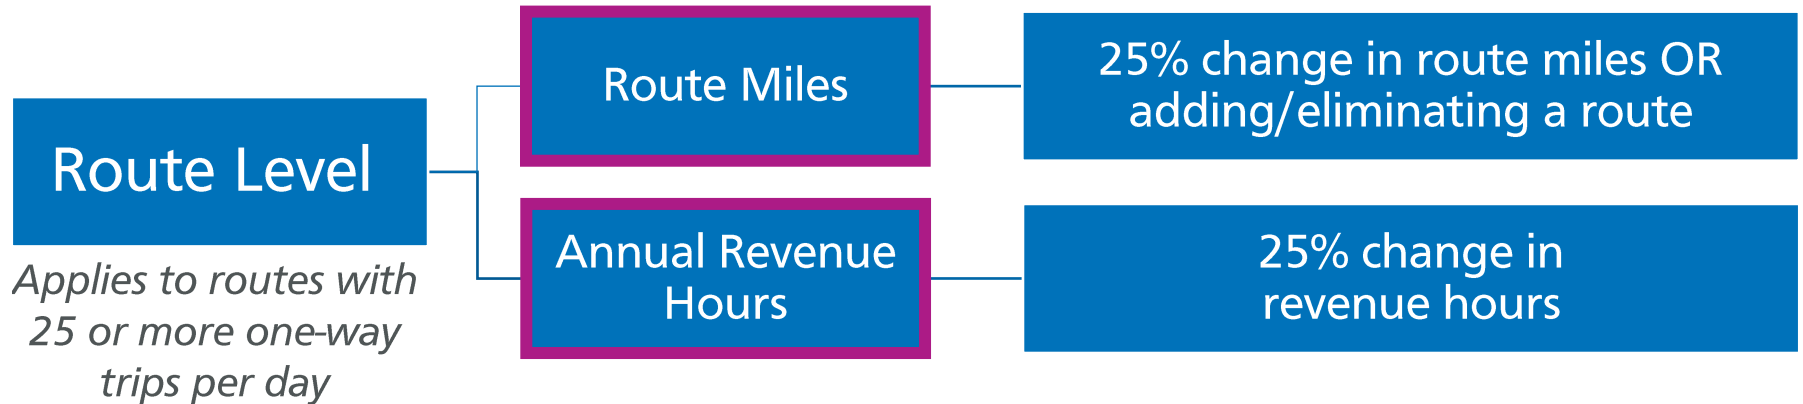 Route Level
Applies to routes with
25 or more one-way
trips per day
Route Miles
25% change in route miles OR
adding/eliminating a route
Annual Revenue
Hours
25% change in
revenue hours